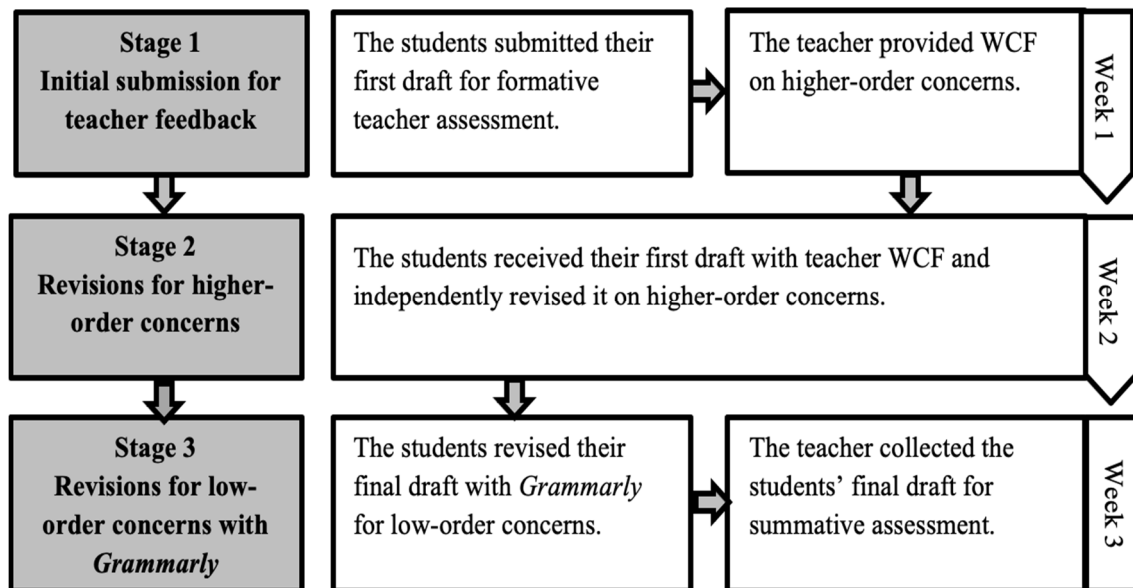 Stage 1
Initial submission for
teacher feedback
The students submitted their
first draft for formative
teacher assessment.
The teacher provided WCF
on higher-order concerns.
Week 1
Stage 2
Revisions for higher-
order concerns
The students received their first draft with teacher WCF and
independently revised it on higher-order concerns.
Week 2
Stage 3
Revisions for low-
order concerns with
Grammarly
The students revised their
final draft with Grammarly
for low-order concerns.
The teacher collected the
students’ final draft for
summative assessment.
Week 3